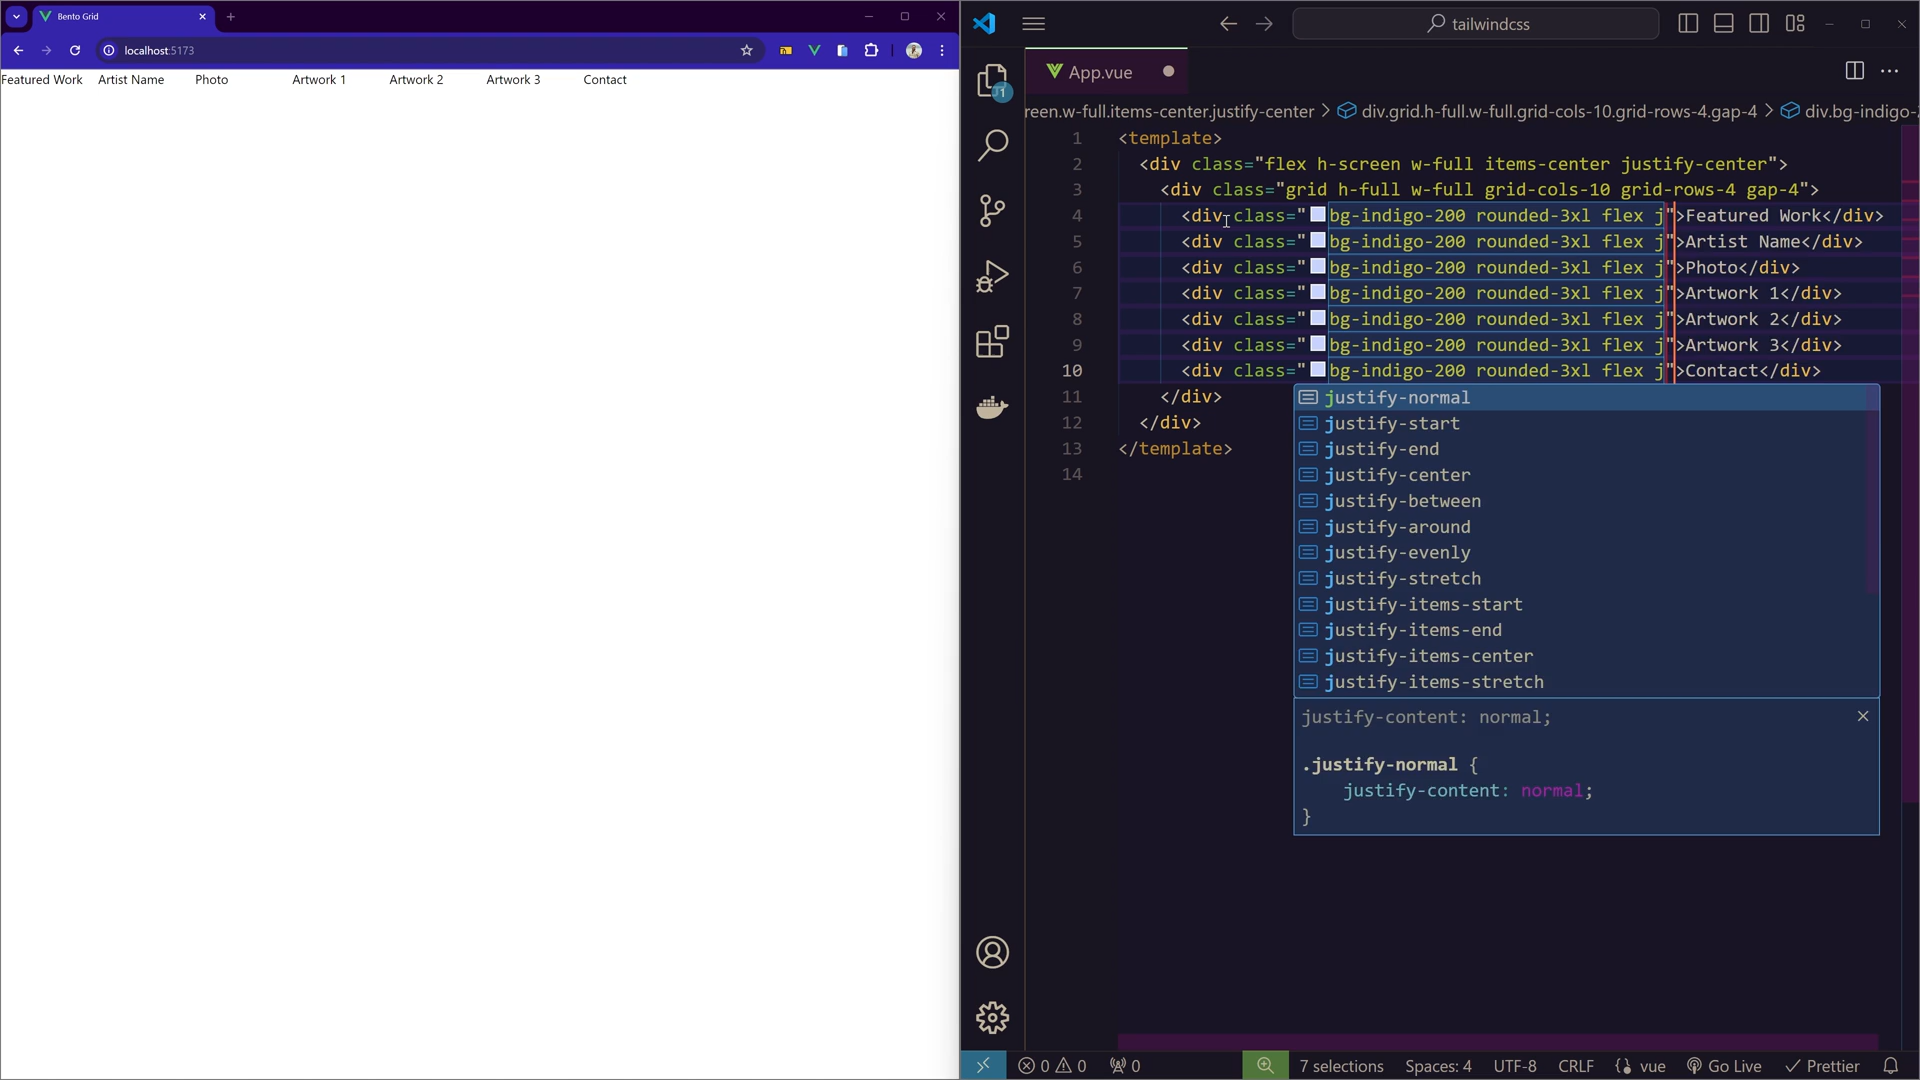 Bento Grid
localhost:5173
Featured Work Artist Name Photo Artwork 1 Artwork 2 Artwork 3 Contact
tailwindcss
1
App.vue
reen.w-full.items-center.justify-center > div.grid.h-full.w-full.grid-cols-10.grid-rows-4.gap-4 > div.bg-indigo-
1 <template>
2 <div class="flex h-screen w-full items-center justify-center">
3 <div class="grid h-full w-full grid-cols-10 grid-rows-4 gap-4">
4 <div class="bg-indigo-200 rounded-3xl flex j">Featured Work</div>
5 <div class="bg-indigo-200 rounded-3xl flex j">Artist Name</div>
6 <div class="bg-indigo-200 rounded-3xl flex j">Photo</div>
7 <div class="bg-indigo-200 rounded-3xl flex j">Artwork 1</div>
8 <div class="bg-indigo-200 rounded-3xl flex j">Artwork 2</div>
9 <div class="bg-indigo-200 rounded-3xl flex j">Artwork 3</div>
10 <div class="bg-indigo-200 rounded-3xl flex j">Contact</div>
11 </div>
12 </div>
13 </template>
14
justify-normal
justify-start
justify-end
justify-center
justify-between
justify-around
justify-evenly
justify-stretch
justify-items-start
justify-items-end
justify-items-center
justify-items-stretch
justify-content: normal;
.justify-normal {
justify-content: normal;
}
0 0 0 7 selections Spaces: 4 UTF-8 CRLF vue Go Live Prettier